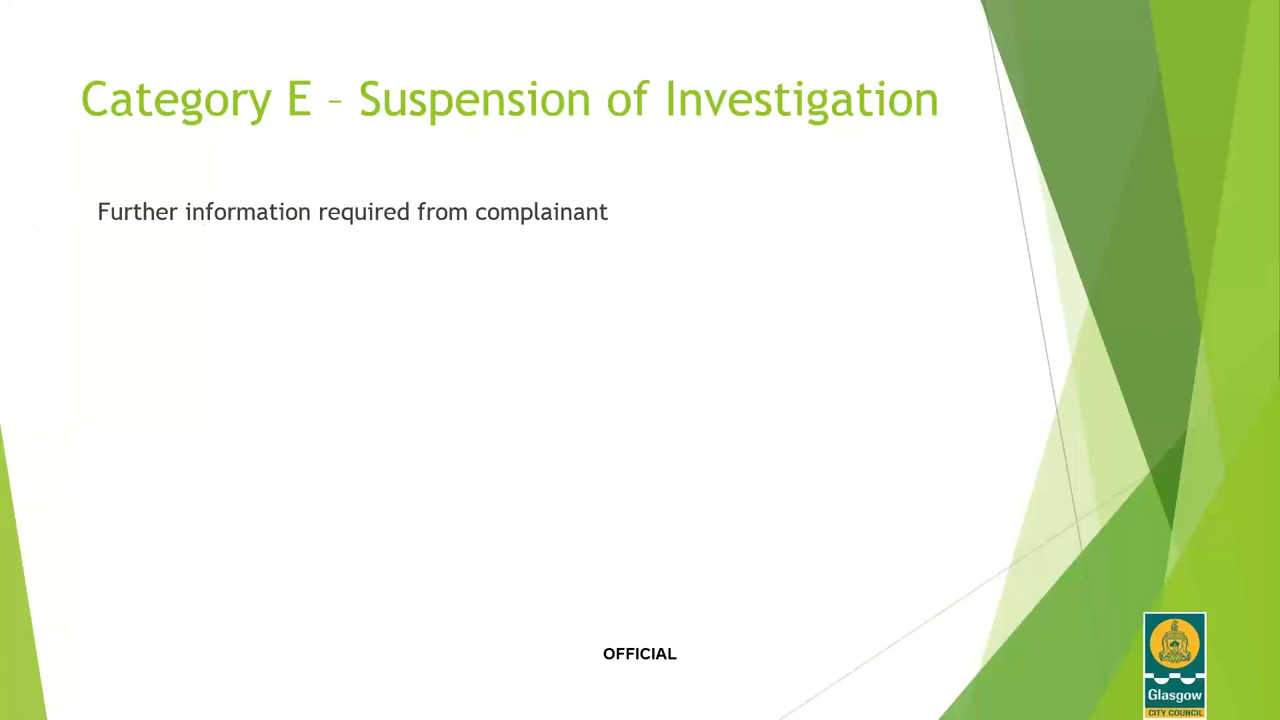 Category E – Suspension of Investigation
Further information required from complainant
OFFICIAL
Glasgow
CITY COUNCIL